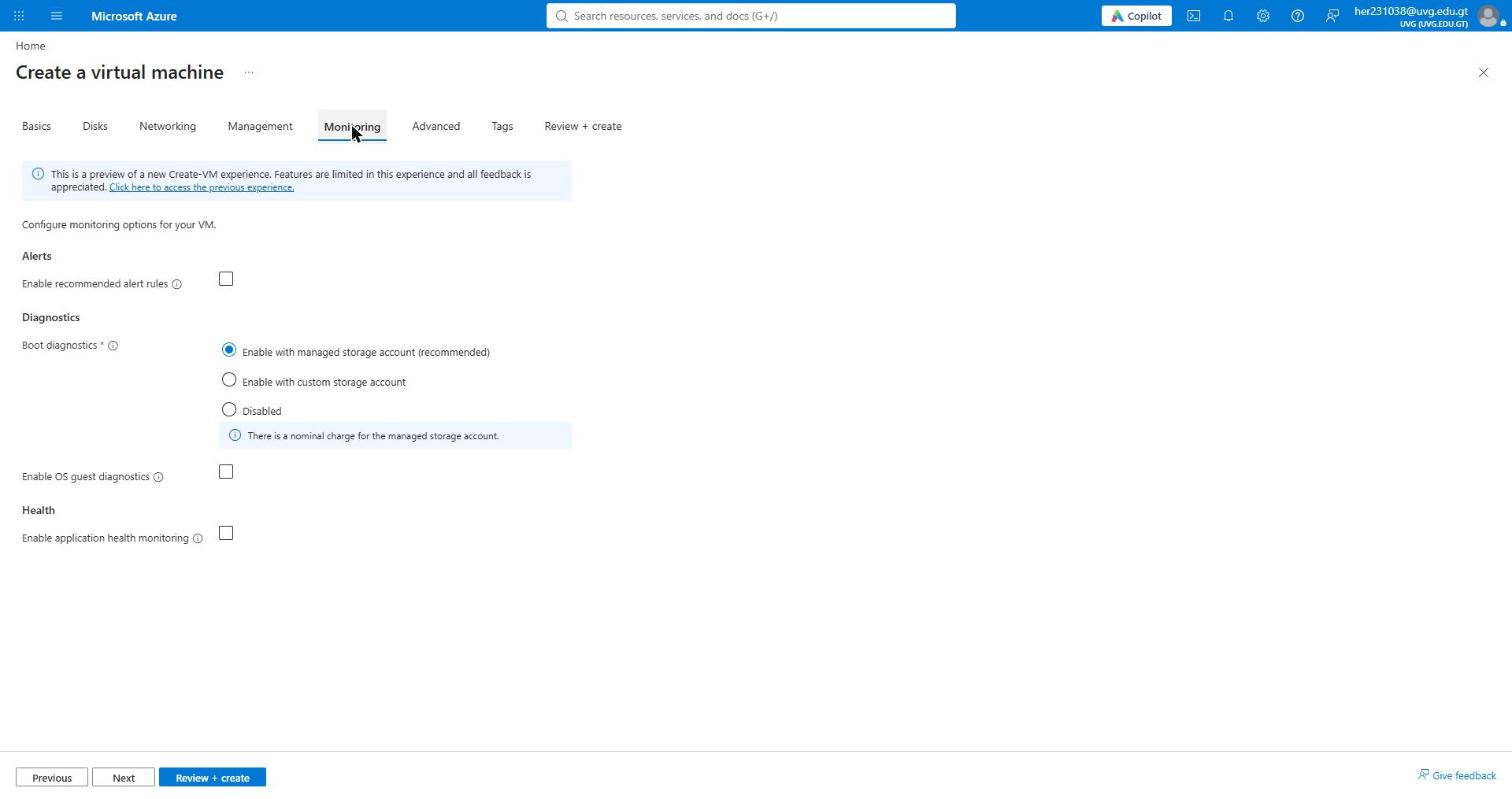 Microsoft Azure
Search resources, services, and docs (G+/)
Copilot
her231038@uvg.edu.gt
UVG (UVG.EDU.GT)
Home
Create a virtual machine ...
Basics Disks Networking Management Monitoring Advanced Tags Review + create
This is a preview of a new Create-VM experience. Features are limited in this experience and all feedback is
appreciated. Click here to access the previous experience.
Configure monitoring options for your VM.
Alerts
Enable recommended alert rules
Diagnostics
Boot diagnostics *
Enable with managed storage account (recommended)
Enable with custom storage account
Disabled
There is a nominal charge for the managed storage account.
Enable OS guest diagnostics
Health
Enable application health monitoring
Previous Next Review + create Give feedback